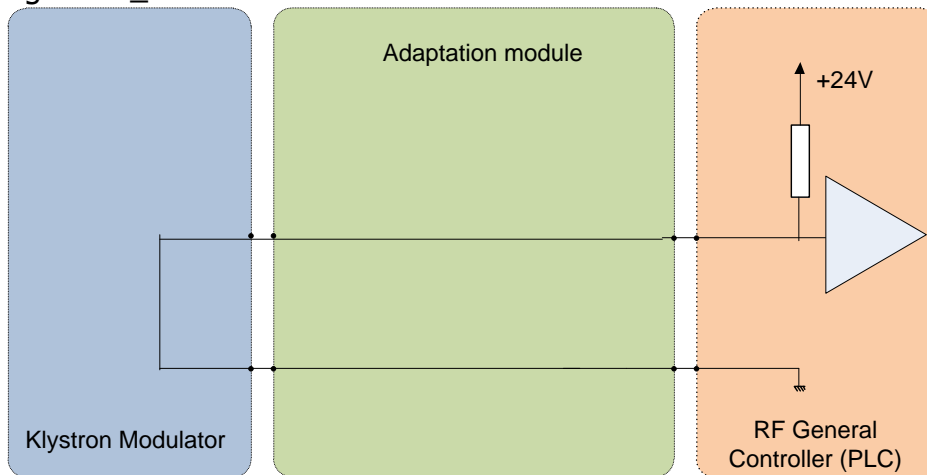 Adaptation module
+24V
Klystron Modulator
RF General
Controller (PLC)